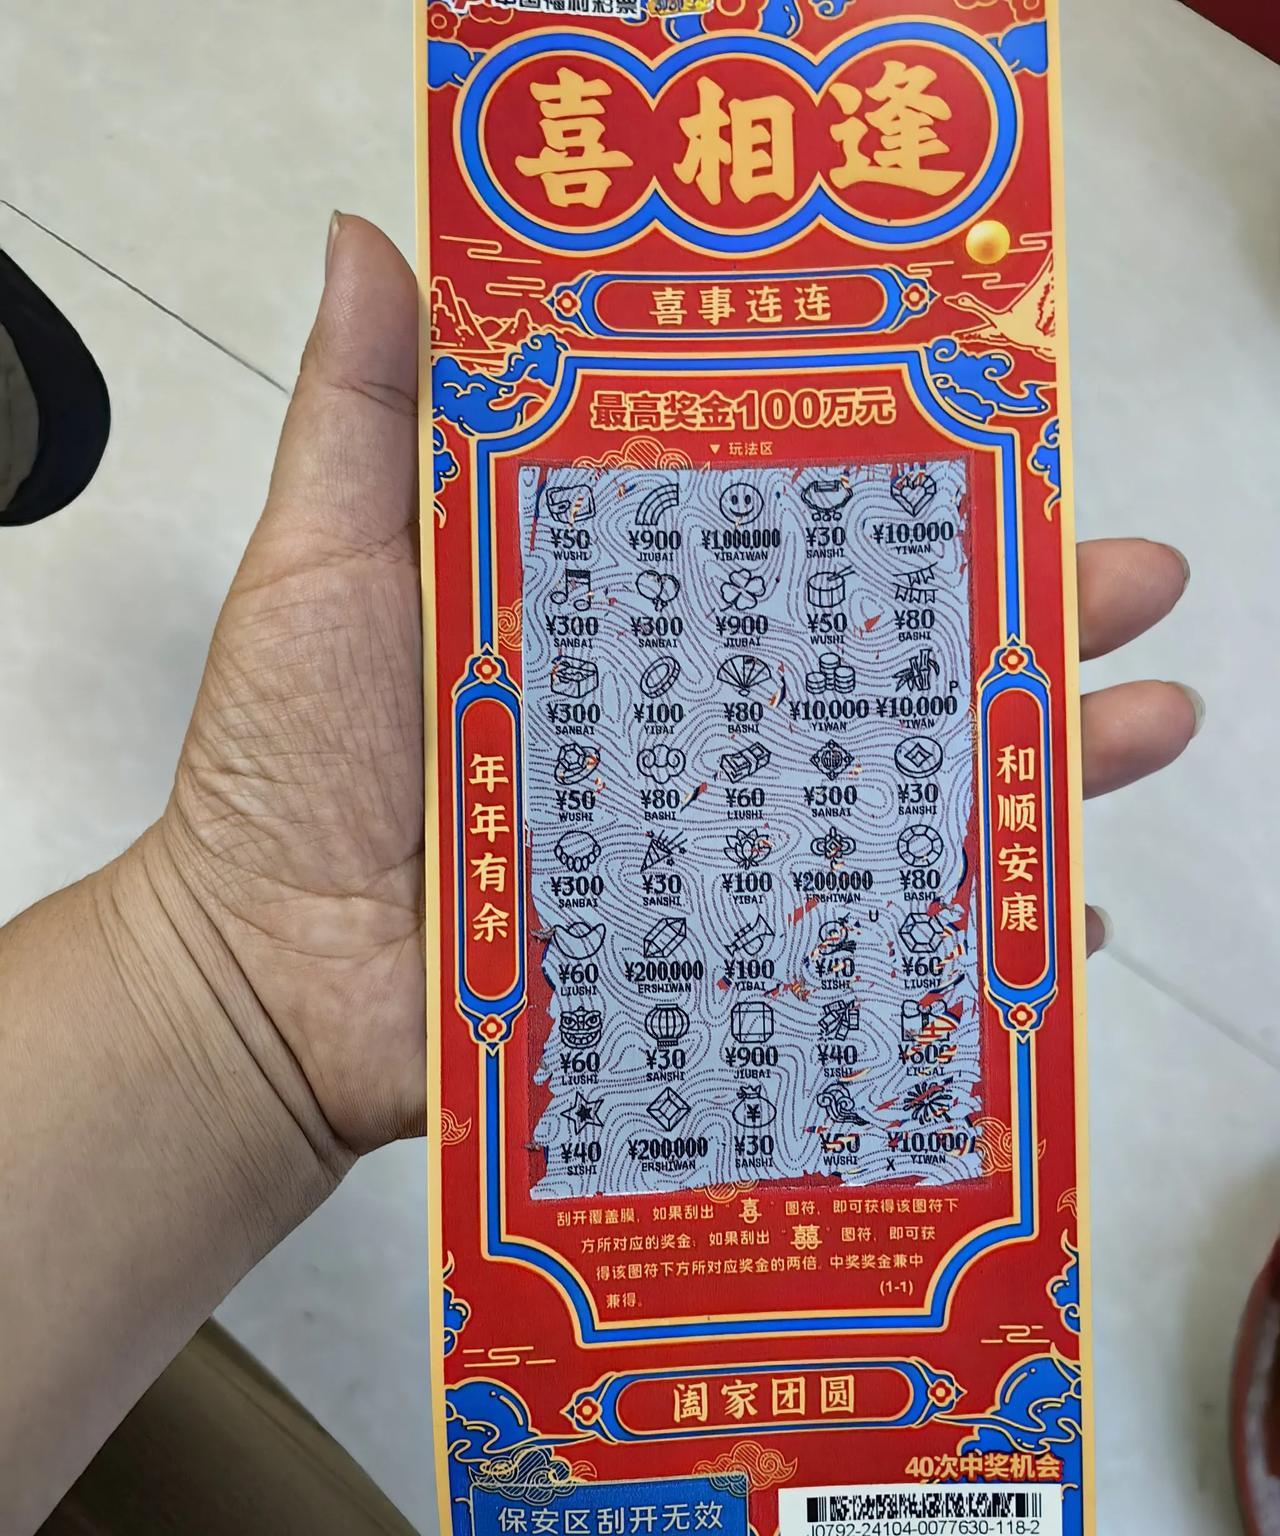 中国福利彩票
喜相逢
喜事连连
最高奖金100万元
▼ 玩法区
¥50 ¥900 ¥1,000,000 ¥30 ¥10,000
WUSHI JIUBAI YIBAIWAN SANSHI YIWAN
¥300 ¥300 ¥900 ¥50 ¥80
SANBAI SANBAI JIUBAI WUSHI BASHI
P
¥300 ¥100 ¥80 ¥10,000 ¥10,000
SANBAI YIBAI BASHI YIWAN YIWAN
¥50 ¥80 ¥60 ¥300 ¥30
WUSHI BASHI LIUSHI SANBAI SANSHI
¥300 ¥30 ¥100 ¥200,000 ¥80
SANBAI SANSHI YIBAI ERSHIWAN BASHI
U
¥60 ¥200,000 ¥100 ¥40 ¥60
LIUSHI ERSHIWAN YIBAI SISHI LIUSHI
¥60 ¥30 ¥900 ¥40
LIUSHI SANSHI JIUBAI SISHI
¥
¥40 ¥200,000 ¥30 ¥50 ¥10,000
SISHI ERSHIWAN SANSHI WUSHI YIWAN
X
年年有余
和顺安康
刮开覆盖膜，如果刮出“喜”图符，即可获得该图符下
方所对应的奖金；如果刮出“囍”图符，即可获
得该图符下方所对应奖金的两倍。中奖奖金兼中
兼得。 (1-1)
阖家团圆
40次中奖机会
保安区刮开无效
J0792-24104-0077630-118-2